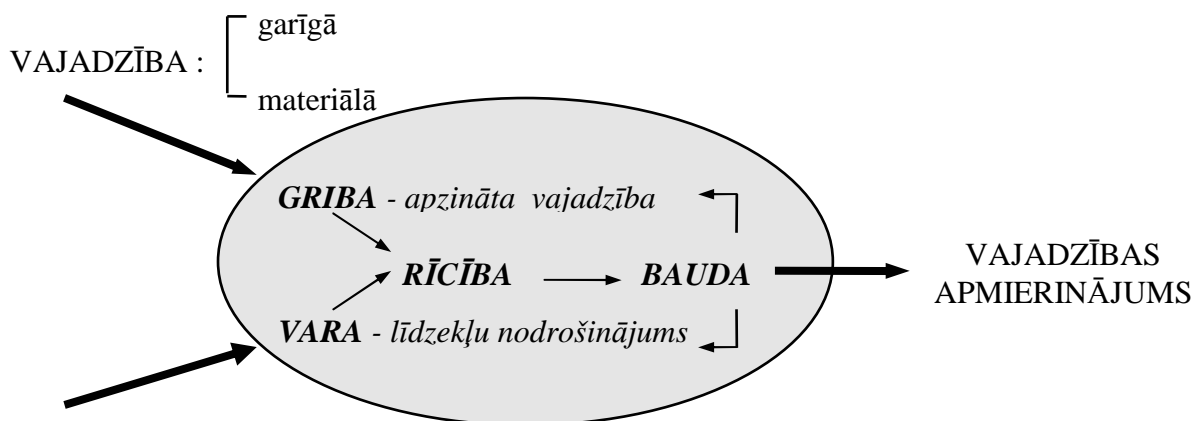 garīgā
VAJADZĪBA :
materiālā
GRIBA - apzināta vajadzība
RĪCĪBA
BAUDA
VARA - līdzekļu nodrošinājums
VAJADZĪBAS
APMIERINĀJUMS